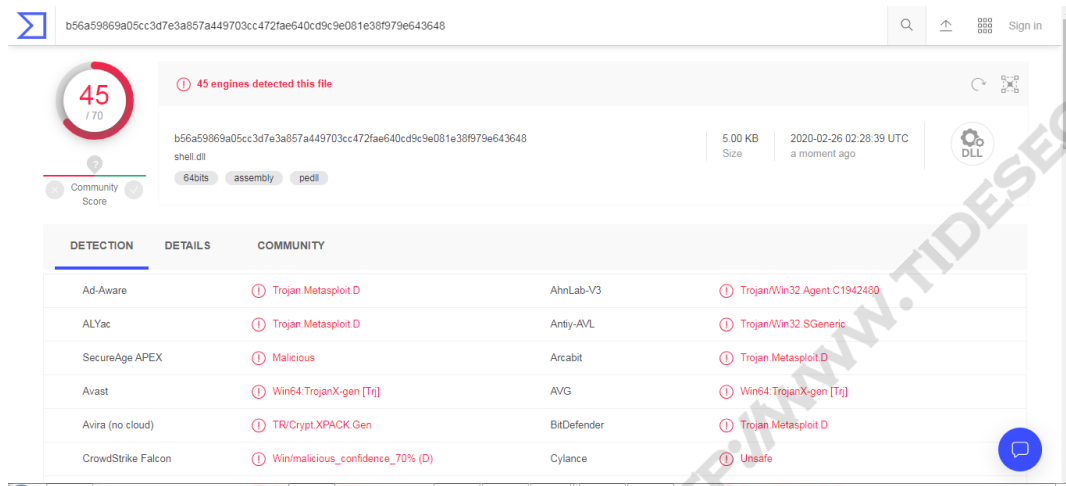 b56a59869a05cc3d7e3a857a449703cc472fae640cd9c9e081e38f979e643648
Sign in
45
/ 70
45 engines detected this file
b56a59869a05cc3d7e3a857a449703cc472fae640cd9c9e081e38f979e643648
shell.dll
64bits assembly pedll
5.00 KB
Size
2020-02-26 02:28:39 UTC
a moment ago
DLL
?
Community
Score
DETECTION DETAILS COMMUNITY
Ad-Aware Trojan.Metasploit.D AhnLab-V3 Trojan/Win32.Agent.C1942480
ALYac Trojan.Metasploit.D Antiy-AVL Trojan/Win32.SGeneric
SecureAge APEX Malicious Arcabit Trojan.Metasploit.D
Avast Win64:TrojanX-gen [Trj] AVG Win64:TrojanX-gen [Trj]
Avira (no cloud) TR/Crypt.XPACK.Gen BitDefender Trojan.Metasploit.D
CrowdStrike Falcon Win/malicious_confidence_70% (D) Cylance Unsafe